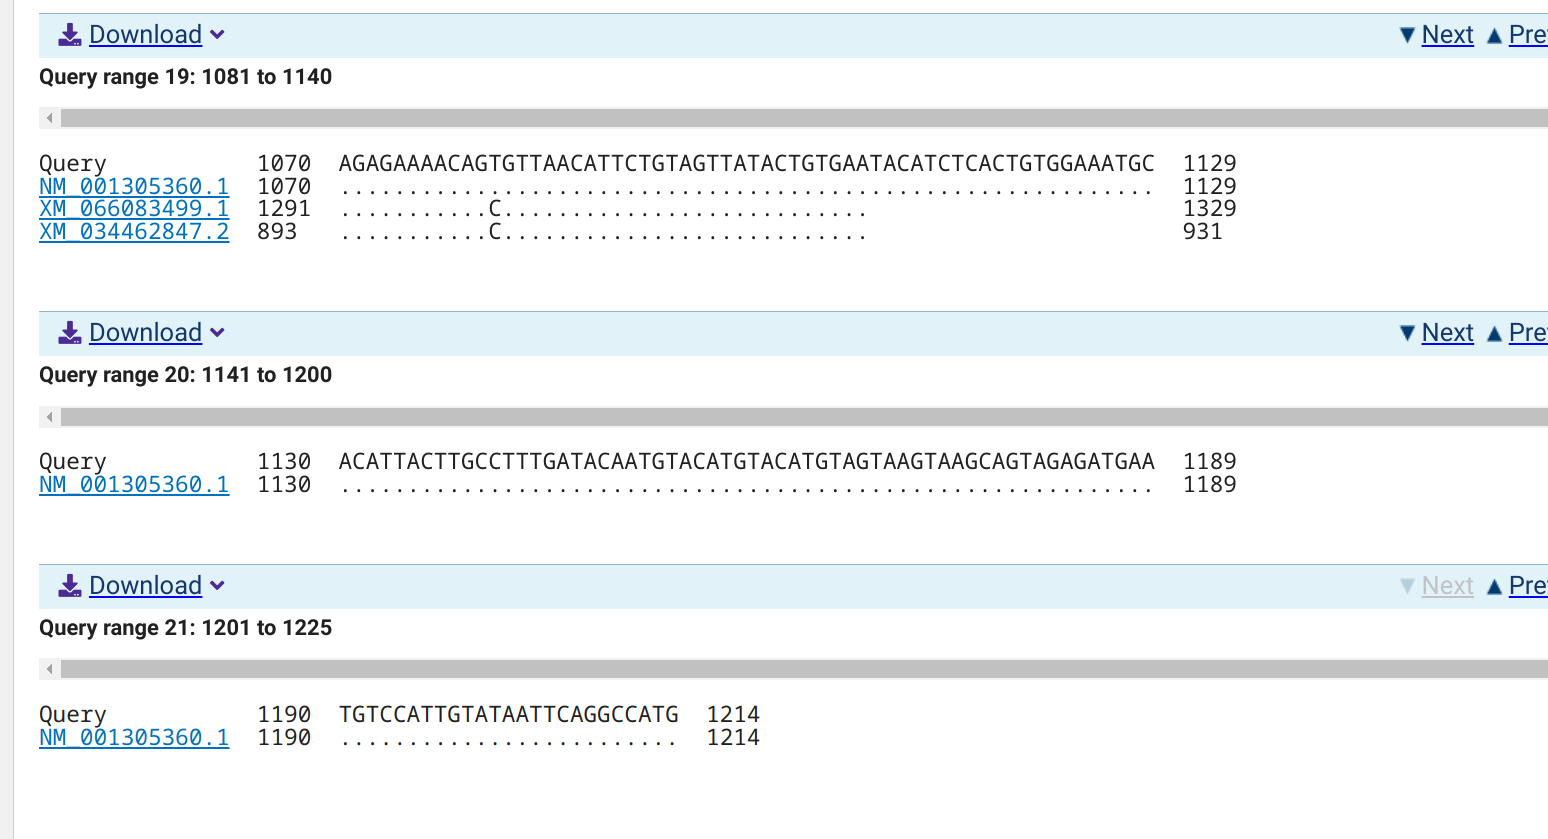 Download Next Pre
Query range 19: 1081 to 1140
Query 1070 AGAGAAAACAGTGTTAACATTCTGTAGTTATACTGTGAATACATCTCACTGTGGAAATGC 1129
NM_001305360.1 1070 ............................................................ 1129
XM_066083499.1 1291 ...........C........................... 1329
XM_034462847.2 893 ...........C........................... 931
Download Next Pre
Query range 20: 1141 to 1200
Query 1130 ACATTACTTGCCTTTGATACAATGTACATGTACATGTAGTAAGTAAGCAGTAGAGATGAA 1189
NM_001305360.1 1130 ............................................................ 1189
Download Next Pre
Query range 21: 1201 to 1225
Query 1190 TGTCCATTGTATAATTCAGGCCATG 1214
NM_001305360.1 1190 ......................... 1214